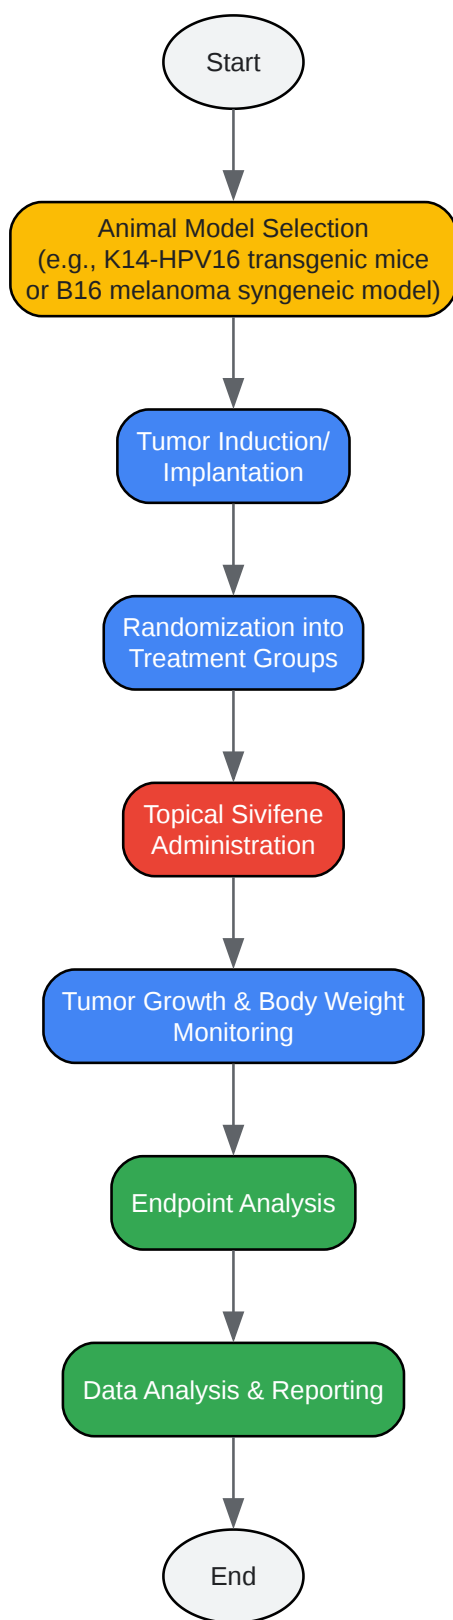 Start
Animal Model Selection
(e.g., K14-HPV16 transgenic mice
or B16 melanoma syngeneic model)
Tumor Induction/
Implantation
Randomization into
Treatment Groups
Topical Sivifene
Administration
Tumor Growth & Body Weight
Monitoring
Endpoint Analysis
Data Analysis & Reporting
End